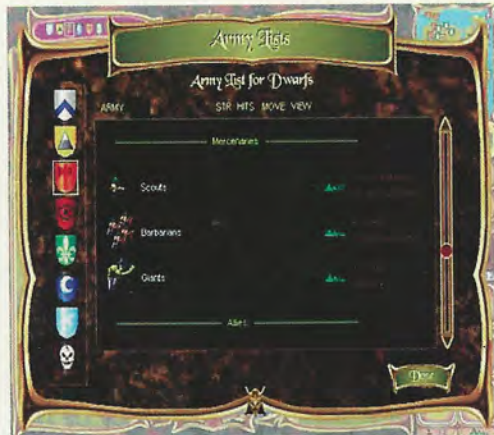 Army Lists
Army List for Dwarfs
ARMY STR HITS MOVE VIEW
Mercenaries
Scouts
Barbarians
Giants
Allies
Done